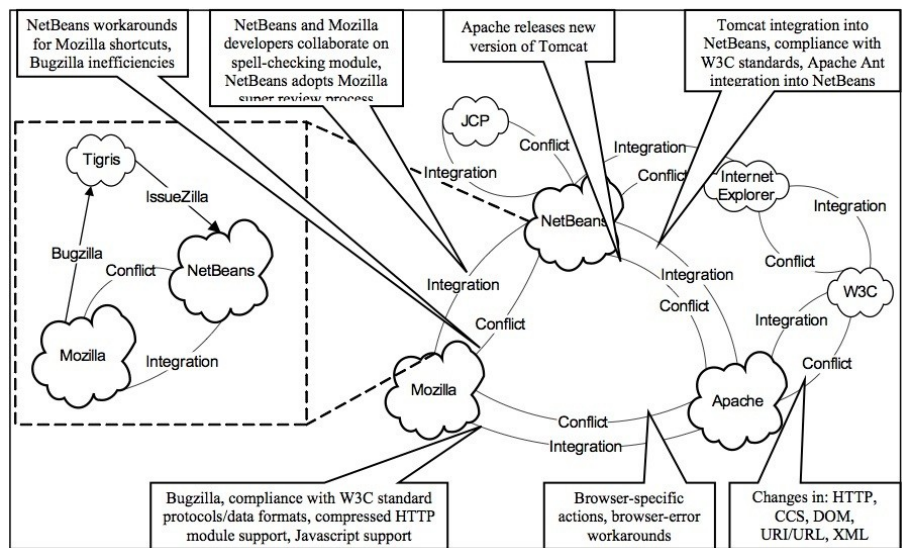 NetBeans workarounds
for Mozilla shortcuts,
Bugzilla inefficiencies
NetBeans and Mozilla
developers collaborate on
spell-checking module,
NetBeans adopts Mozilla
super review process
Apache releases new
version of Tomcat
Tomcat integration into
NetBeans, compliance with
W3C standards, Apache Ant
integration into NetBeans
Tigris
IssueZilla
Bugzilla
Conflict
NetBeans
Mozilla
Integration
JCP
Conflict
Integration
NetBeans
Integration
Conflict
Internet
Explorer
Integration
Conflict
W3C
Integration
Conflict
Integration
Conflict
Integration
Conflict
Mozilla
Apache
Conflict
Integration
Bugzilla, compliance with W3C standard
protocols/data formats, compressed HTTP
module support, Javascript support
Browser-specific
actions, browser-error
workarounds
Changes in: HTTP,
CCS, DOM,
URI/URL, XML